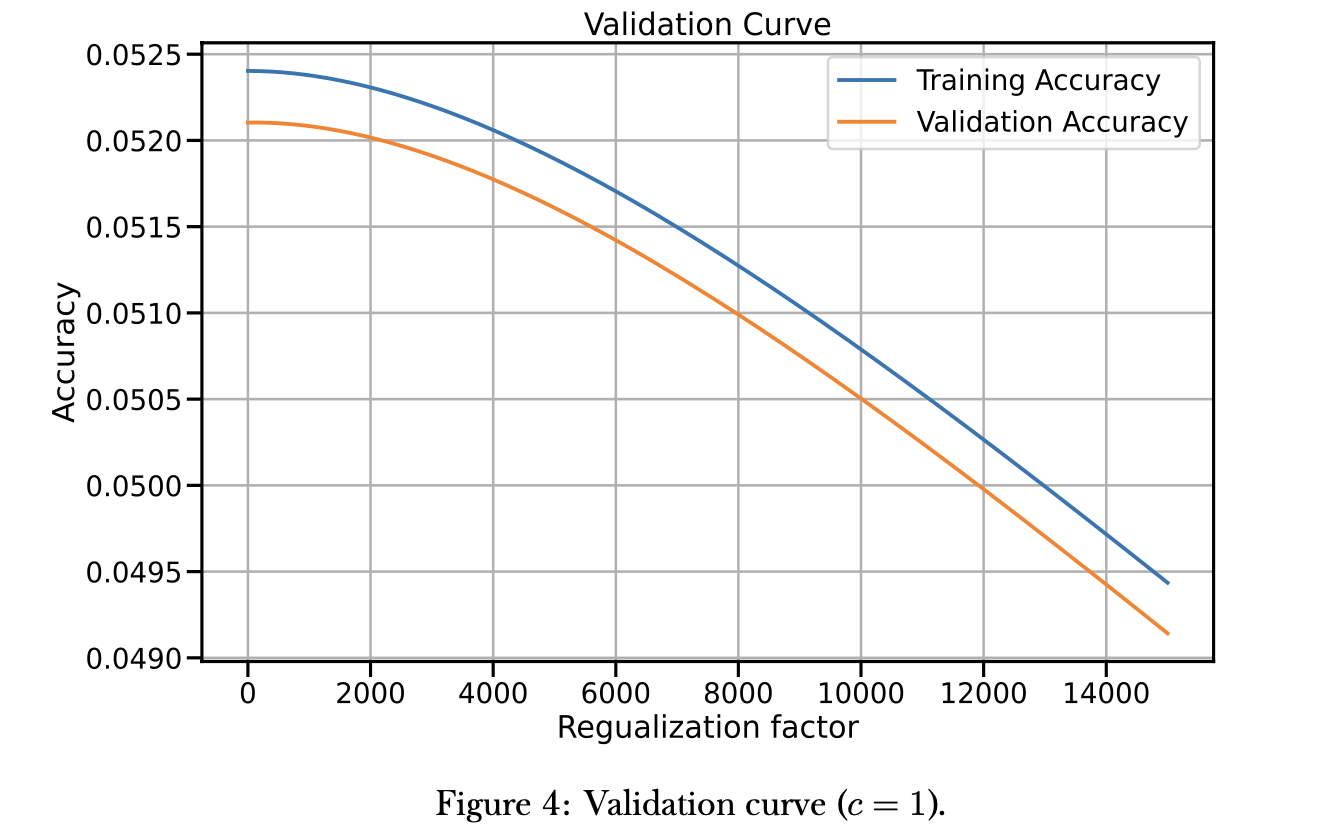 Validation Curve
0.0525
0.0520
0.0515
0.0510
0.0505
0.0500
0.0495
0.0490
Accuracy
Training Accuracy
Validation Accuracy
0 2000 4000 6000 8000 10000 12000 14000
Regualization factor
Figure 4: Validation curve (c = 1).